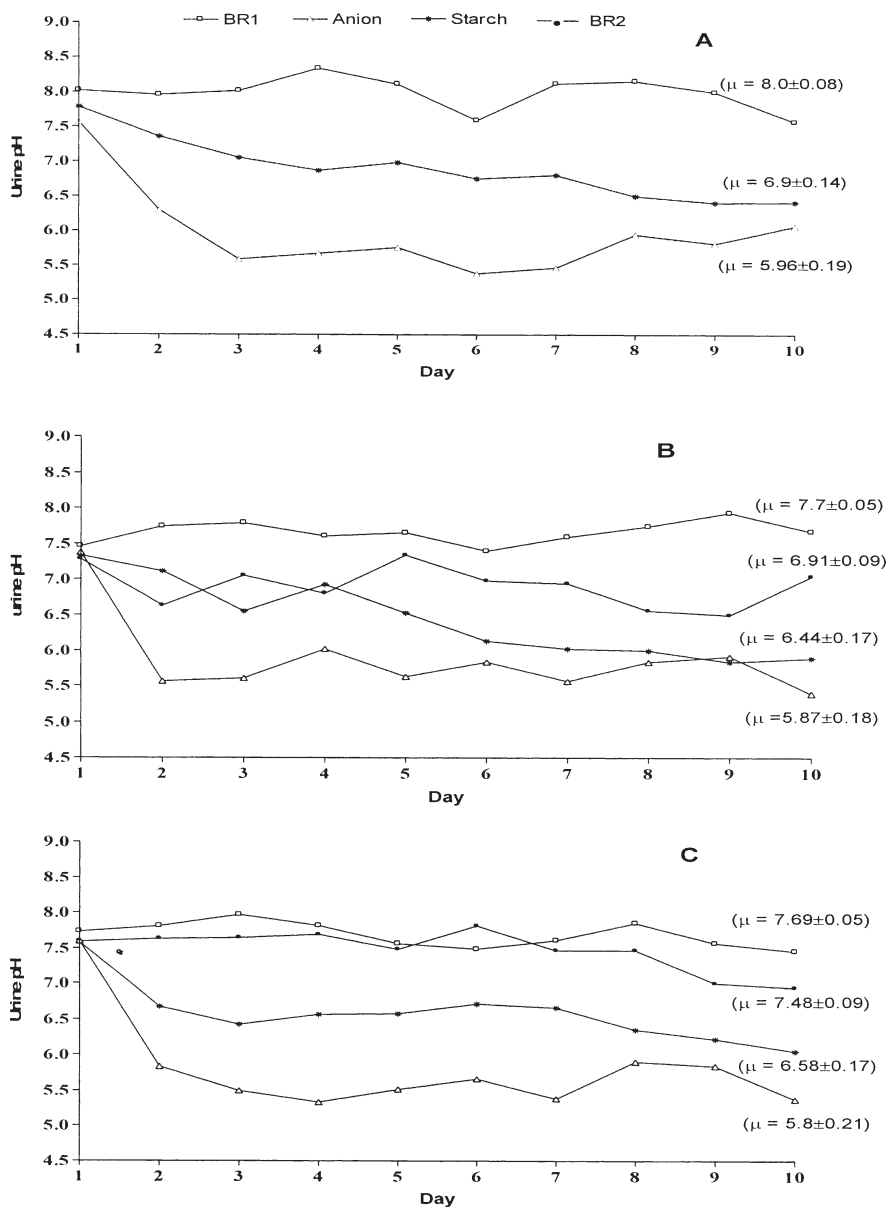 BR1 Anion Starch BR2
A
9.0
8.5
8.0
7.5
7.0
6.5
6.0
5.5
5.0
4.5
Urine pH
(μ = 8.0±0.08)
(μ = 6.9±0.14)
(μ = 5.96±0.19)
1 2 3 4 5 6 7 8 9 10
Day
B
9.0
8.5
8.0
7.5
7.0
6.5
6.0
5.5
5.0
4.5
urine pH
(μ = 7.7±0.05)
(μ = 6.91±0.09)
(μ = 6.44±0.17)
(μ =5.87±0.18)
1 2 3 4 5 6 7 8 9 10
Day
C
9.0
8.5
8.0
7.5
7.0
6.5
6.0
5.5
5.0
4.5
Urine pH
(μ = 7.69±0.05)
(μ = 7.48±0.09)
(μ = 6.58±0.17)
(μ = 5.8±0.21)
1 2 3 4 5 6 7 8 9 10
Day